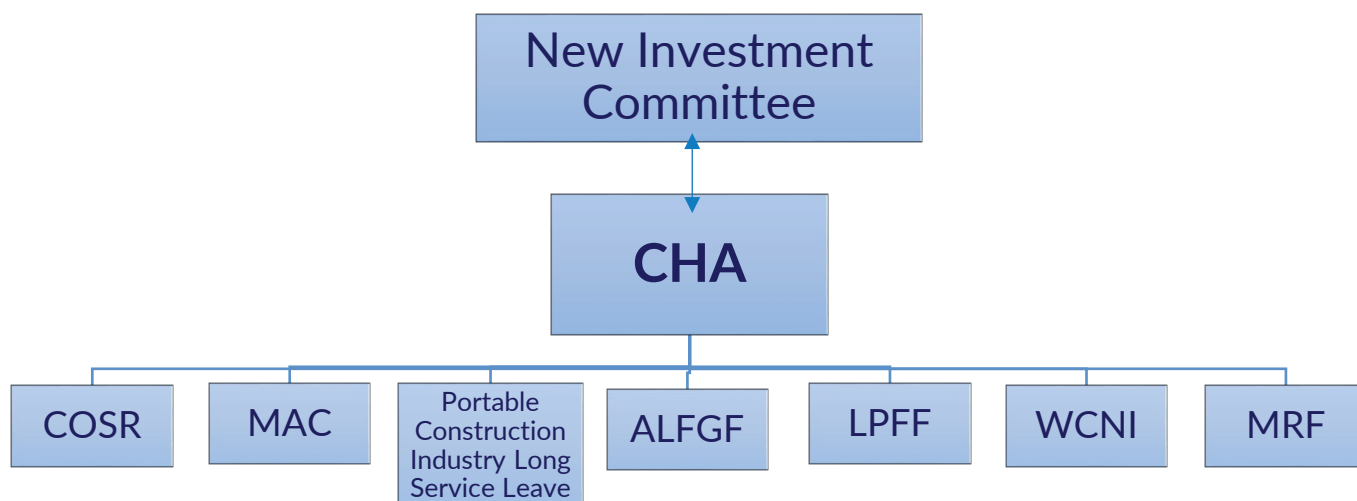 New Investment
Committee
CHA
COSR
MAC
Portable
Construction
Industry Long
Service Leave
ALFGF
LPFF
WCNI
MRF